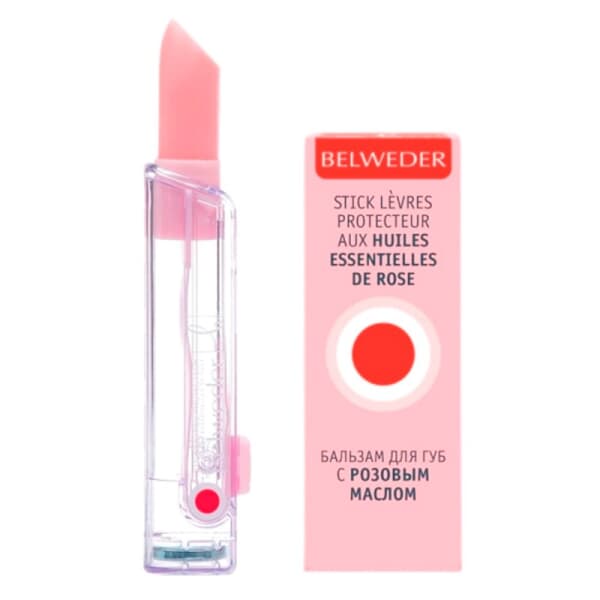 BELWEDER
STICK LÈVRES
PROTECTEUR
AUX HUILES
ESSENTIELLES
DE ROSE
БАЛЬЗАМ ДЛЯ ГУБ
С РОЗОВЫМ
МАСЛОМ